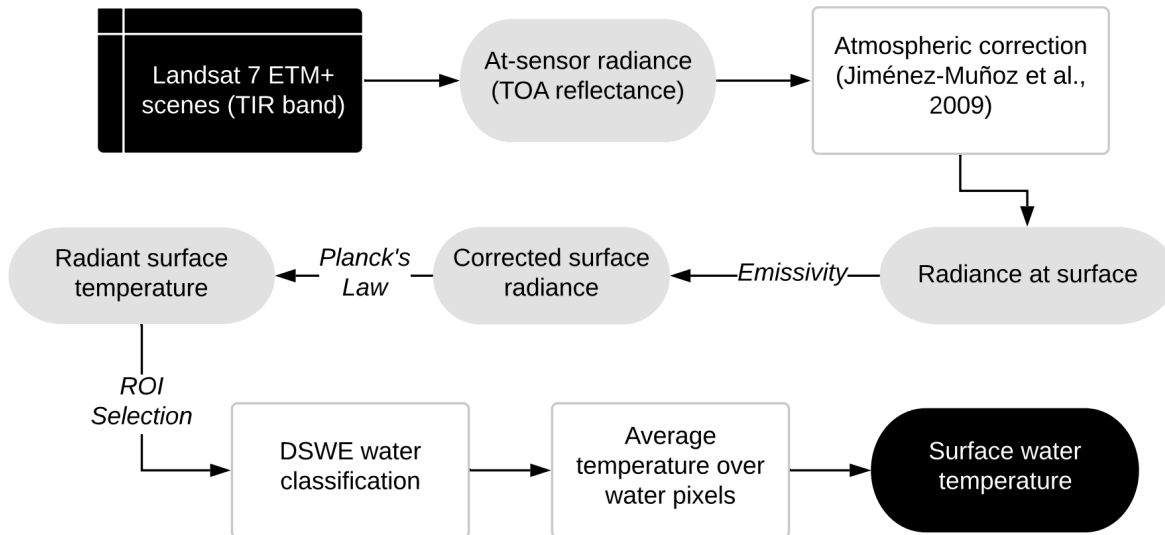 Landsat 7 ETM+
scenes (TIR band)
At-sensor radiance
(TOA reflectance)
Atmospheric correction
(Jiménez-Muñoz et al.,
2009)
Radiance at surface
Emissivity
Corrected surface
radiance
Planck's
Law
Radiant surface
temperature
ROI
Selection
DSWE water
classification
Average
temperature over
water pixels
Surface water
temperature